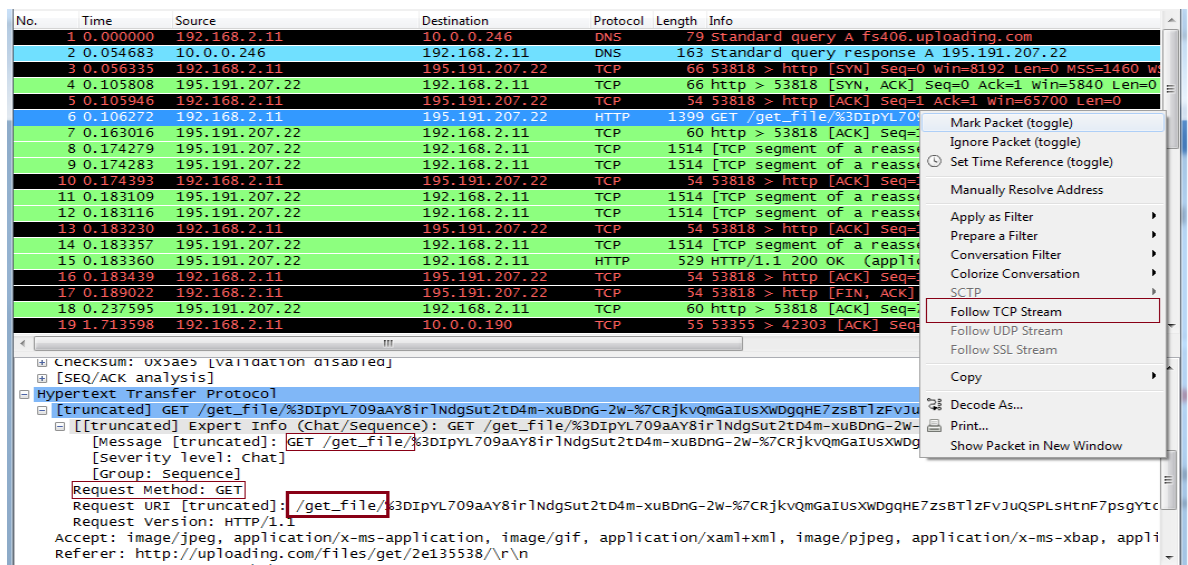 No. Time Source Destination Protocol Length Info
1 0.000000 192.168.2.11 10.0.0.246 DNS 79 Standard query A fs406.uploading.com
2 0.054683 10.0.0.246 192.168.2.11 DNS 163 Standard query response A 195.191.207.22
3 0.056335 192.168.2.11 195.191.207.22 TCP 66 53818 > http [SYN] Seq=0 Win=8192 Len=0 MSS=1460 WS
4 0.105808 195.191.207.22 192.168.2.11 TCP 66 http > 53818 [SYN, ACK] Seq=0 Ack=1 Win=5840 Len=0
5 0.105946 192.168.2.11 195.191.207.22 TCP 54 53818 > http [ACK] Seq=1 Ack=1 Win=65700 Len=0
6 0.106272 192.168.2.11 195.191.207.22 HTTP 1399 GET /get_file/%3DIpYL709
7 0.163016 195.191.207.22 192.168.2.11 TCP 60 http > 53818 [ACK] Seq=1
8 0.174279 195.191.207.22 192.168.2.11 TCP 1514 [TCP segment of a reasse
9 0.174283 195.191.207.22 192.168.2.11 TCP 1514 [TCP segment of a reasse
10 0.174393 192.168.2.11 195.191.207.22 TCP 54 53818 > http [ACK] Seq=1
11 0.183109 195.191.207.22 192.168.2.11 TCP 1514 [TCP segment of a reasse
12 0.183116 195.191.207.22 192.168.2.11 TCP 1514 [TCP segment of a reasse
13 0.183230 192.168.2.11 195.191.207.22 TCP 54 53818 > http [ACK] Seq=1
14 0.183357 195.191.207.22 192.168.2.11 TCP 1514 [TCP segment of a reasse
15 0.183360 195.191.207.22 192.168.2.11 HTTP 529 HTTP/1.1 200 OK (applic
16 0.183439 192.168.2.11 195.191.207.22 TCP 54 53818 > http [ACK] Seq=1
17 0.189022 192.168.2.11 195.191.207.22 TCP 54 53818 > http [FIN, ACK]
18 0.237595 195.191.207.22 192.168.2.11 TCP 60 http > 53818 [ACK] Seq=7
19 1.713598 192.168.2.11 10.0.0.190 TCP 55 53355 > 42303 [ACK] Seq=
Mark Packet (toggle)
Ignore Packet (toggle)
Set Time Reference (toggle)
Manually Resolve Address
Apply as Filter
Prepare a Filter
Conversation Filter
Colorize Conversation
SCTP
Follow TCP Stream
Follow UDP Stream
Follow SSL Stream
Copy
Decode As...
Print...
Show Packet in New Window
Checksum: 0x5ae5 [validation disabled]
[SEQ/ACK analysis]
Hypertext Transfer Protocol
[truncated] GET /get_file/%3DIpYL709aAY8irlNdgSut2tD4m-xuBDnG-2W-%7CRjkvQmGaIUsXWDgqHE7zsBTlzFvJu
[[truncated] Expert Info (Chat/Sequence): GET /get_file/%3DIpYL709aAY8irlNdgSut2tD4m-xuBDnG-2W-
[Message [truncated]: GET /get_file/%3DIpYL709aAY8irlNdgSut2tD4m-xuBDnG-2W-%7CRjkvQmGaIUsXWDg
[Severity level: Chat]
[Group: Sequence]
Request Method: GET
Request URI [truncated]: /get_file/%3DIpYL709aAY8irlNdgSut2tD4m-xuBDnG-2W-%7CRjkvQmGaIUsXWDgqHE7zsBTlzFvJuQSPLsHtnF7psgYtc
Request Version: HTTP/1.1
Accept: image/jpeg, application/x-ms-application, image/gif, application/xaml+xml, image/pjpeg, application/x-ms-xbap, appli
Referer: http://uploading.com/files/get/2e135538/\r\n